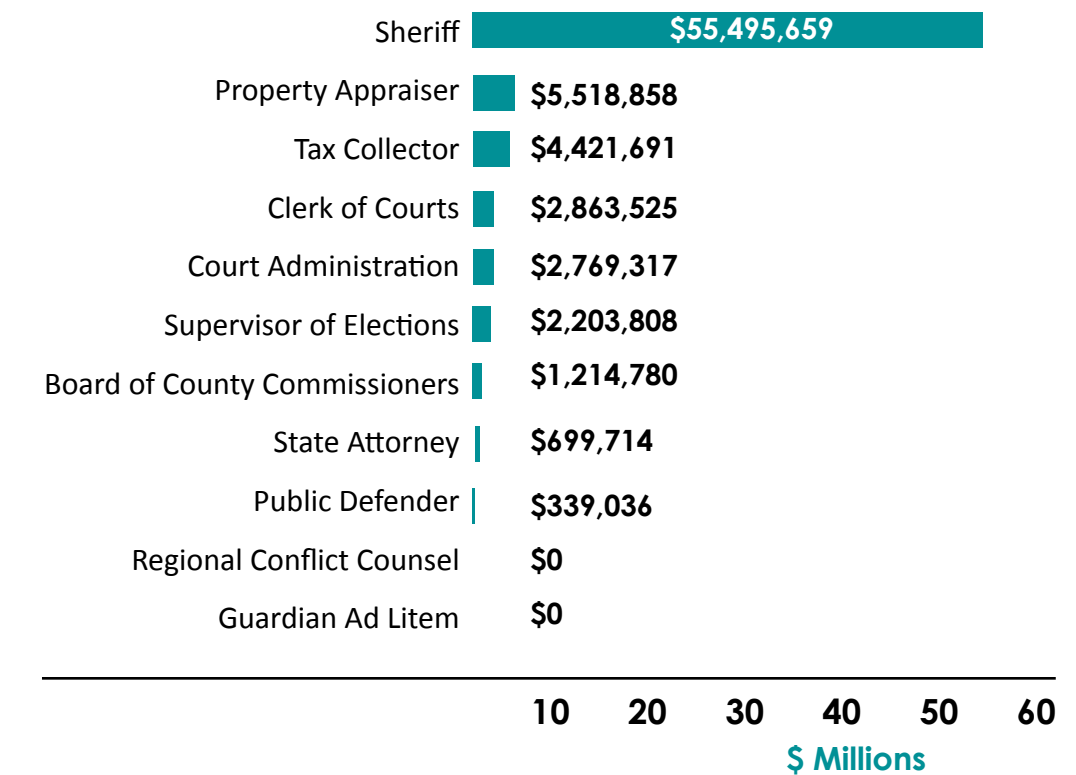 Sheriff $55,495,659
Property Appraiser $5,518,858
Tax Collector $4,421,691
Clerk of Courts $2,863,525
Court Administration $2,769,317
Supervisor of Elections $2,203,808
Board of County Commissioners $1,214,780
State Attorney $699,714
Public Defender $339,036
Regional Conflict Counsel $0
Guardian Ad Litem $0
10 20 30 40 50 60
$ Millions